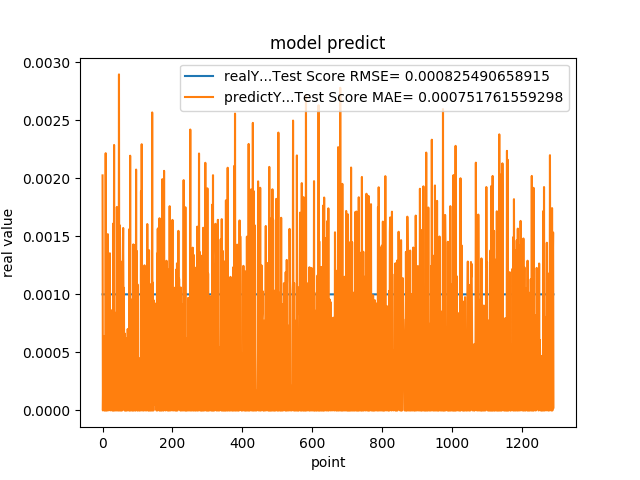 model predict
realY...Test Score RMSE= 0.000825490658915
predictY...Test Score MAE= 0.000751761559298
0.0030
0.0025
0.0020
0.0015
0.0010
0.0005
0.0000
real value
0 200 400 600 800 1000 1200
point